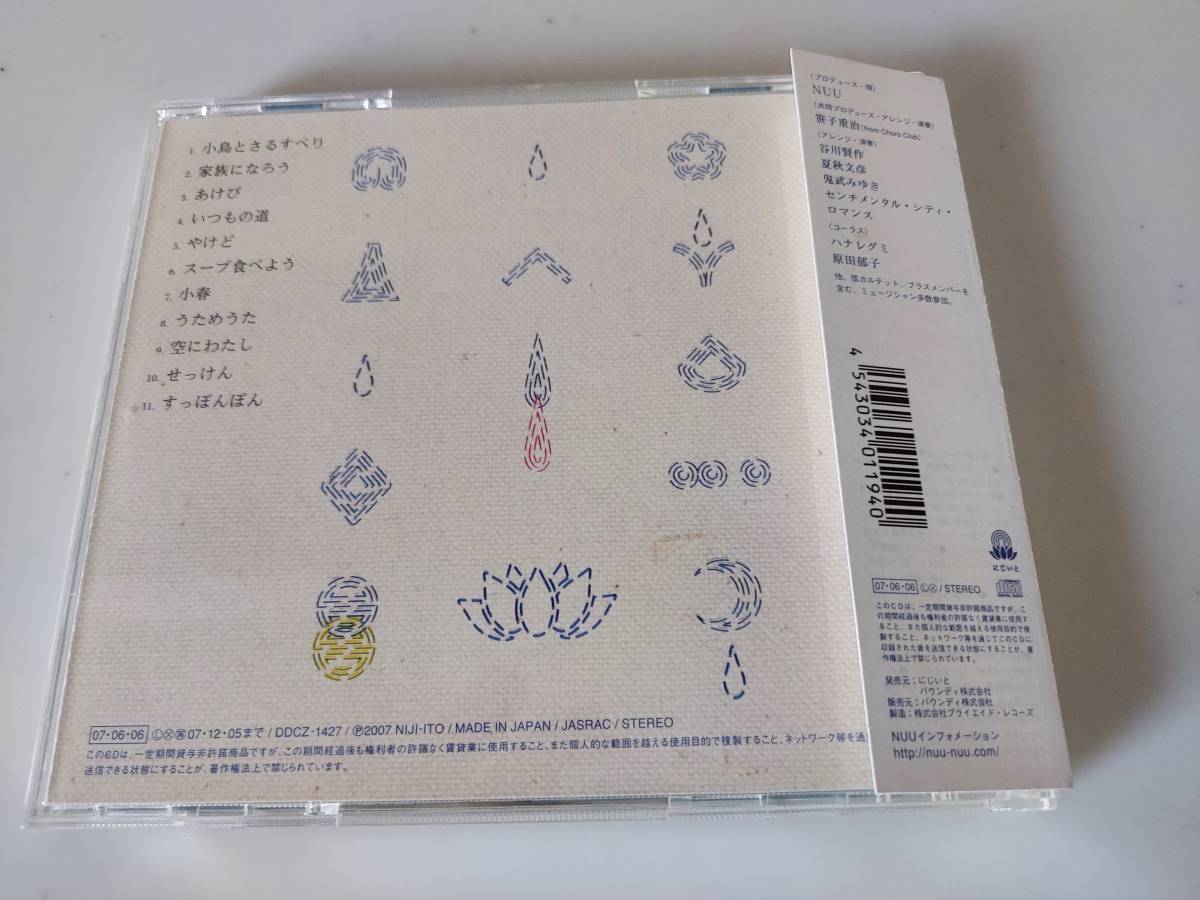 1. 小鳥とさるすべり
2. 家族になろう
3. あけび
4. いつもの道
5. やけど
6. スープ食べよう
7. 小春
8. うためうた
9. 空にわたし
10. せっけん
11. すっぽんぽん
07・06・06 Ⓛ Ⓧ 07・12・05まで / DDCZ-1427 / Ⓟ2007 NIJI-ITO / MADE IN JAPAN / JASRAC / STEREO
このCDは、一定期間貸与非許諾商品ですが、この期間経過後も権利者の許諾なく賃貸業に使用すること、また個人的な範囲を越える使用目的で複製すること、ネットワーク等を通
送信できる状態にすることが、著作権法上で禁じられています。
〈プロデュース・唄〉
NUU
〈共同プロデュース・アレンジ・演奏〉
笹子重治(from Choro Club)
〈アレンジ・演奏〉
谷川賢作
夏秋文彦
鬼武みゆき
センチメンタル・シティ・
ロマンス
〈コーラス〉
ハナレグミ
原田郁子
他、弦カルテット、ブラスメンバーを
含む、ミュージシャン多数参加。
4543034011940
にじいと
07・06・06 Ⓛ Ⓧ / STEREO
このCDは、一定期間貸与非許諾商品ですが、こ
の期間経過後も権利者の許諾なく賃貸業に使用す
ること、また個人的な範囲を越える使用目的で複
製すること、ネットワーク等を通じてこのCDに
収録された音を送信できる状態にすることが、著
作権法上で禁じられています。
発売元：にじいと
バウンディ株式会社
販売元：バウンディ株式会社
製造：株式会社プライエイド・レコーズ
NUUインフォメーション
http://nuu-nuu.com/